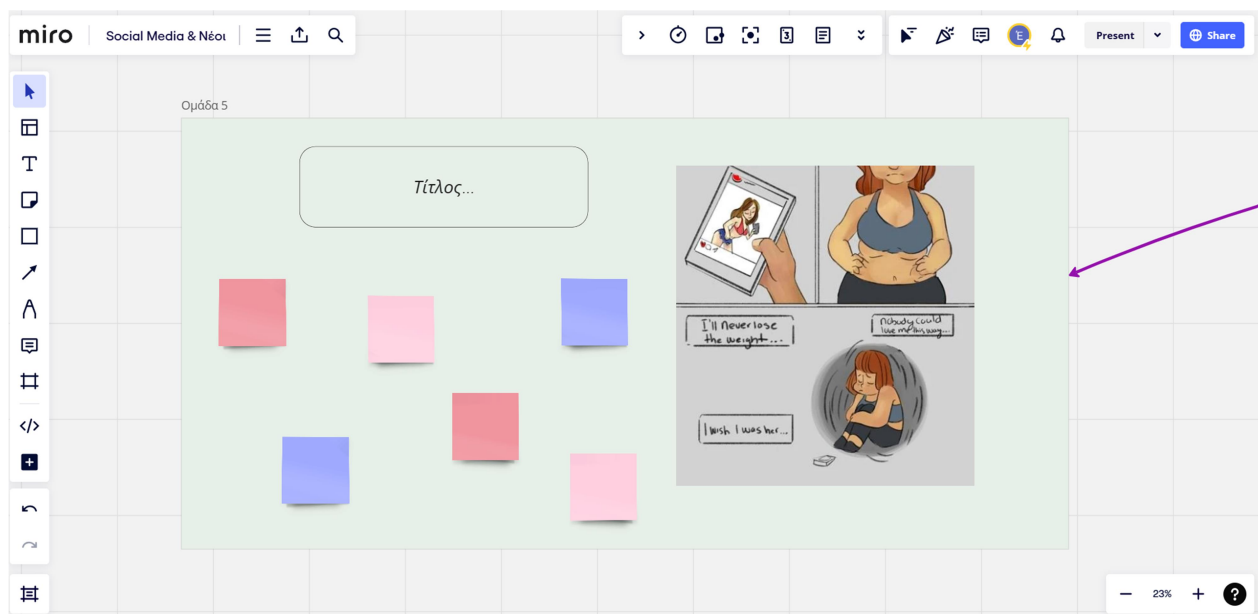 miro
Social Media & Νέοι
3
E
Present
Share
Ομάδα 5
Τίτλος...
I'll never lose
the weight...
nobody could
love me this way...
I wish I was her...
23%
?